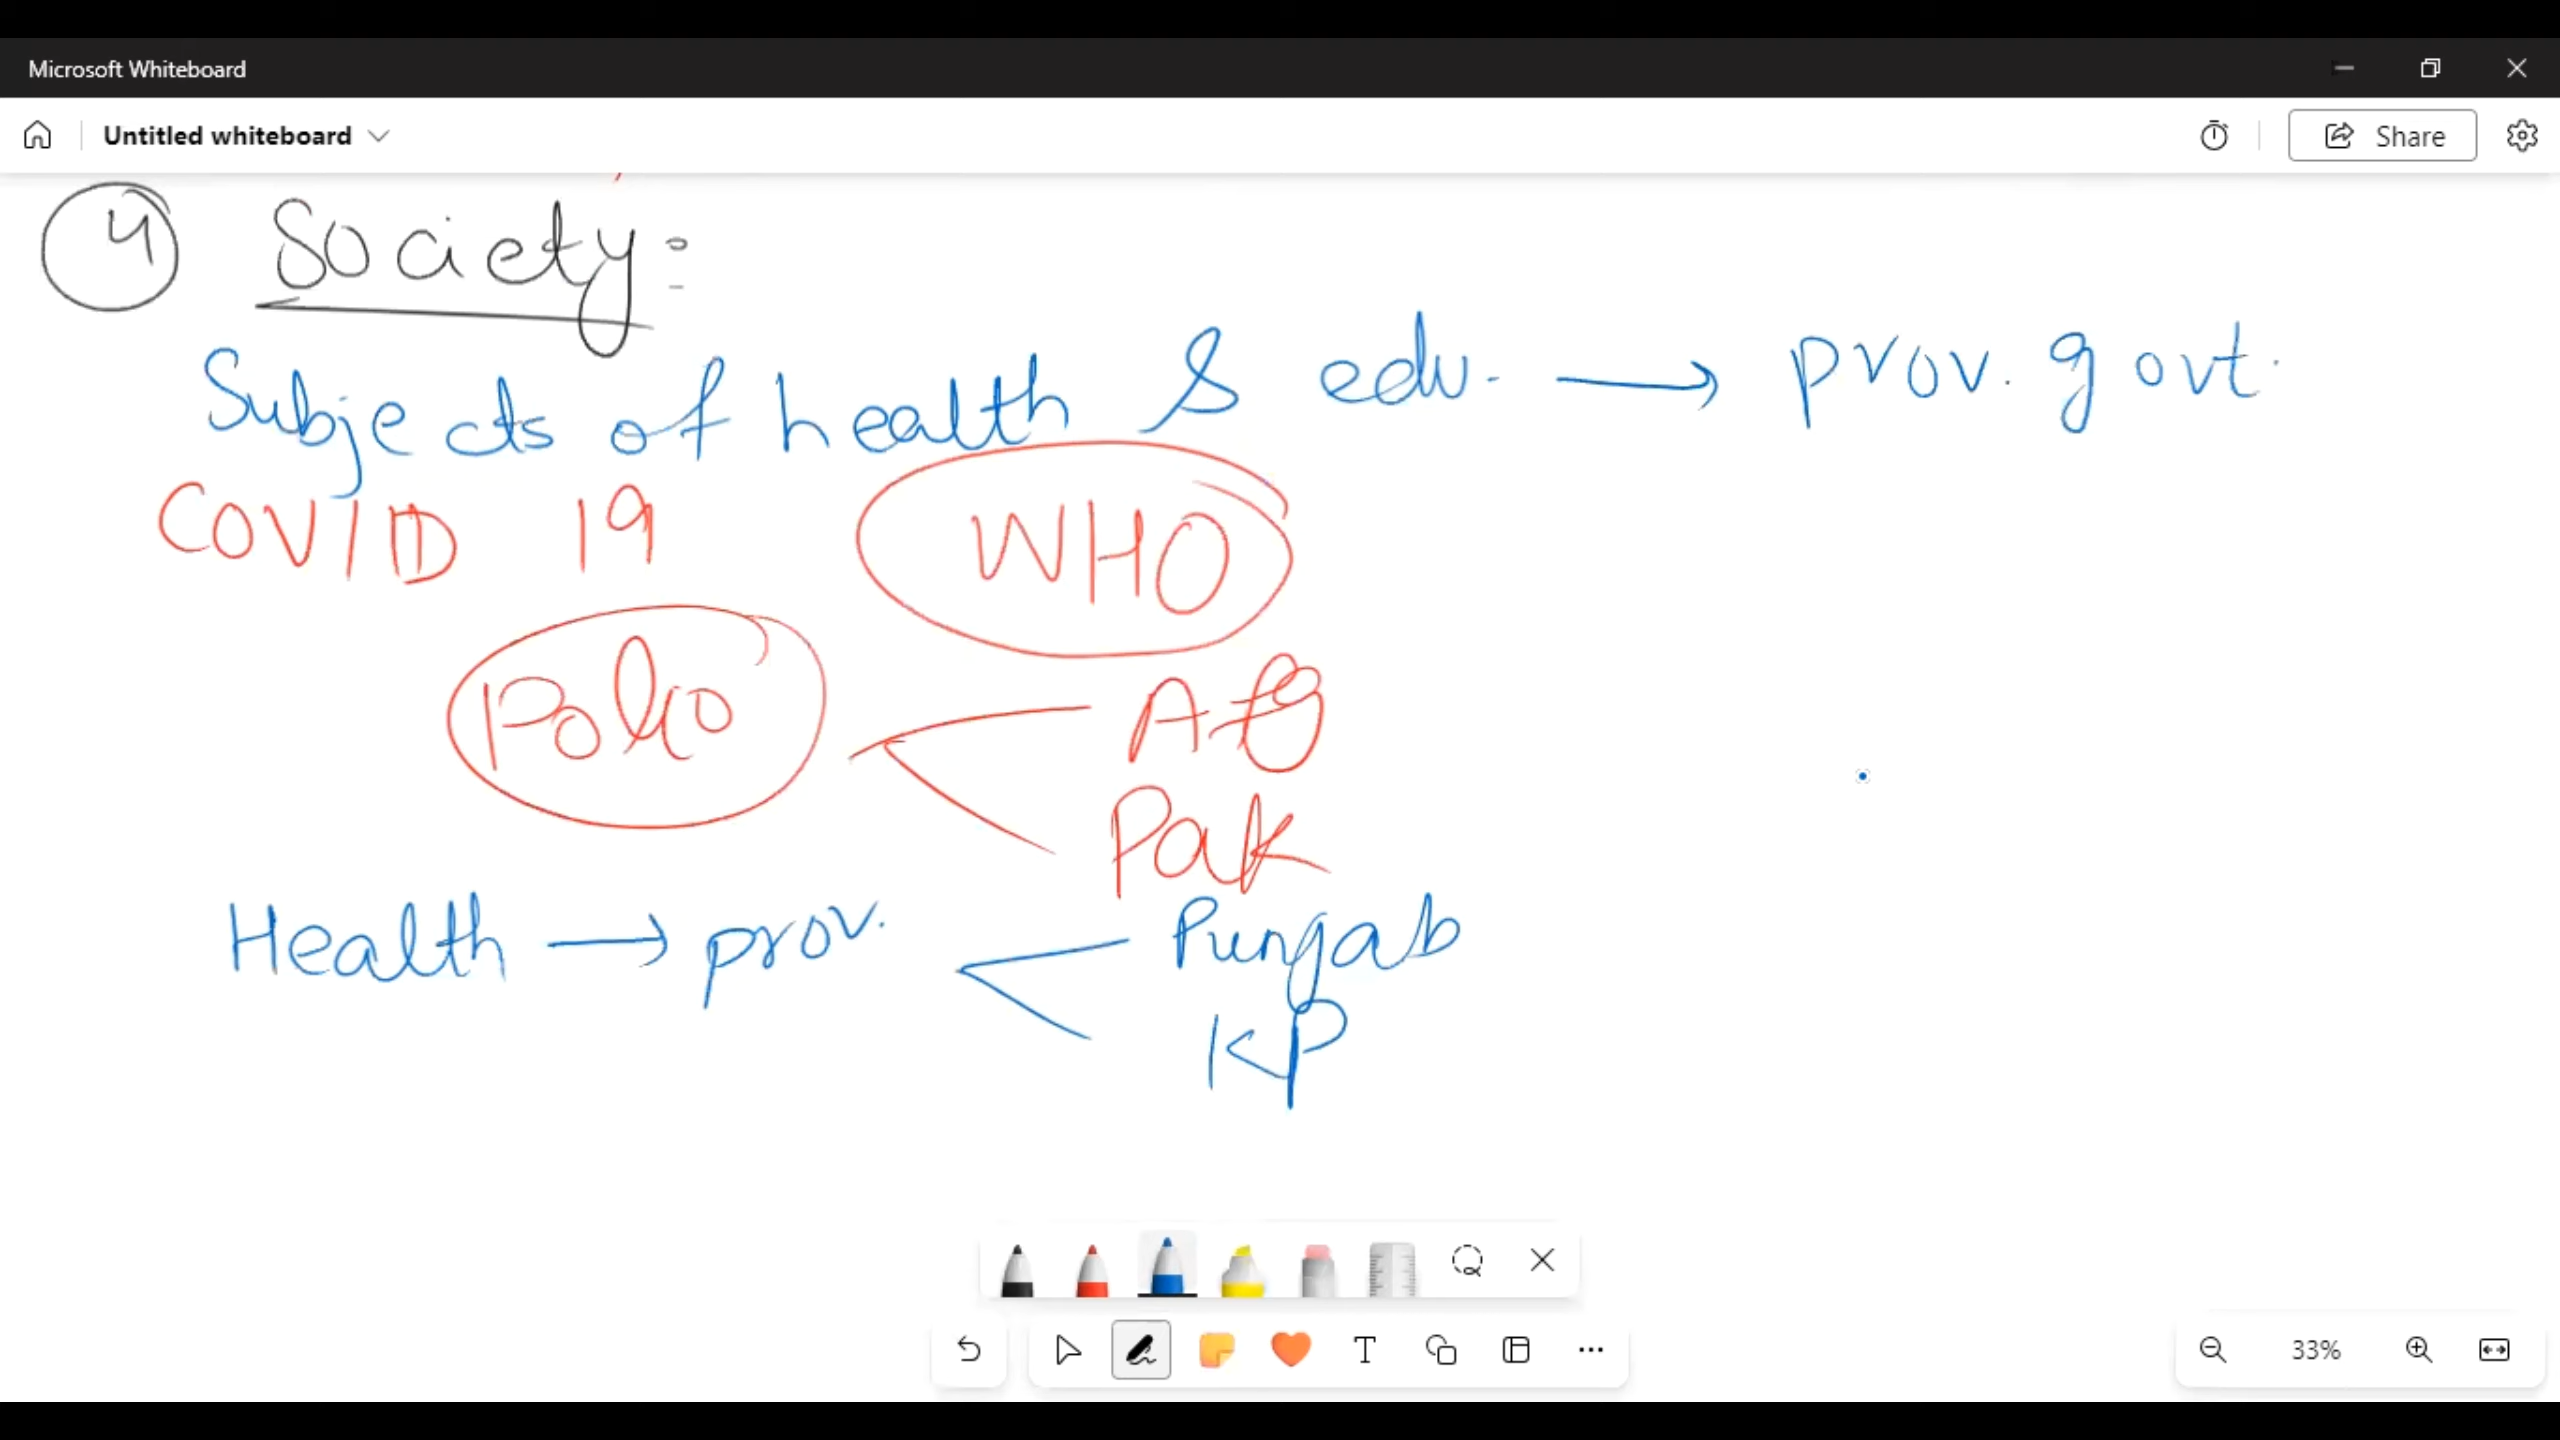 Microsoft Whiteboard
Untitled whiteboard
Share
4 Society:
Subjects of health & edu. → prov. govt.
COVID 19 WHO
Polio Afg
Pak
Health → prov. Punjab
KP
33%